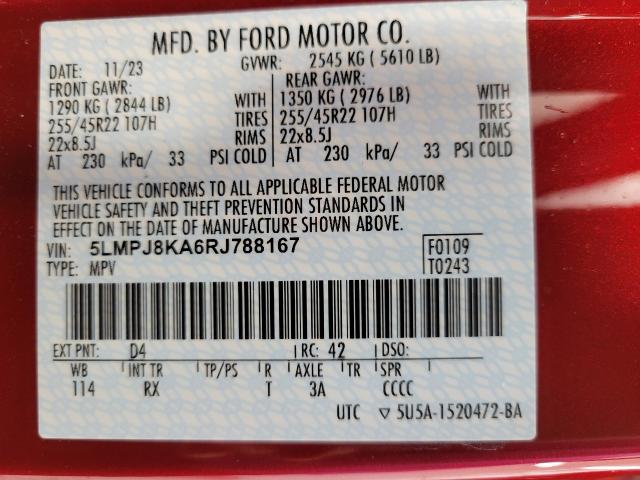 MFD. BY FORD MOTOR CO.
DATE: 11/23 GVWR: 2545 KG ( 5610 LB)
FRONT GAWR: REAR GAWR:
1290 KG ( 2844 LB) WITH 1350 KG ( 2976 LB) WITH
255/45R22 107H TIRES 255/45R22 107H TIRES
22x8.5J RIMS 22x8.5J RIMS
AT 230 kPa/ 33 PSI COLD AT 230 kPa/ 33 PSI COLD
THIS VEHICLE CONFORMS TO ALL APPLICABLE FEDERAL MOTOR
VEHICLE SAFETY AND THEFT PREVENTION STANDARDS IN
EFFECT ON THE DATE OF MANUFACTURE SHOWN ABOVE.
VIN: 5LMPJ8KA6RJ788167 F0109
TYPE: MPV T0243
EXT PNT: D4 RC: 42 DSO:
WB INT TR TP/PS R AXLE TR SPR
114 RX T 3A CCCC
UTC ▽ 5U5A-1520472-BA